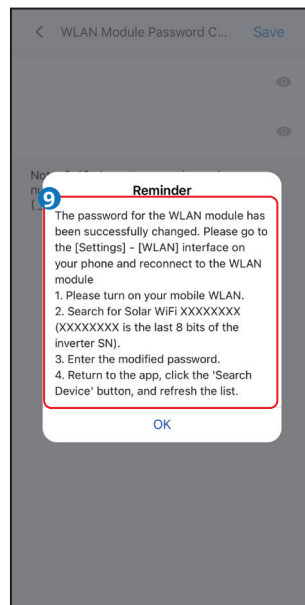 WLAN Module Password C... Save
9
Reminder
The password for the WLAN module has
been successfully changed. Please go to
the [Settings] - [WLAN] interface on
your phone and reconnect to the WLAN
module
1. Please turn on your mobile WLAN.
2. Search for Solar WiFi XXXXXXXX
(XXXXXXXX is the last 8 bits of the
inverter SN).
3. Enter the modified password.
4. Return to the app, click the 'Search
Device' button, and refresh the list.
OK